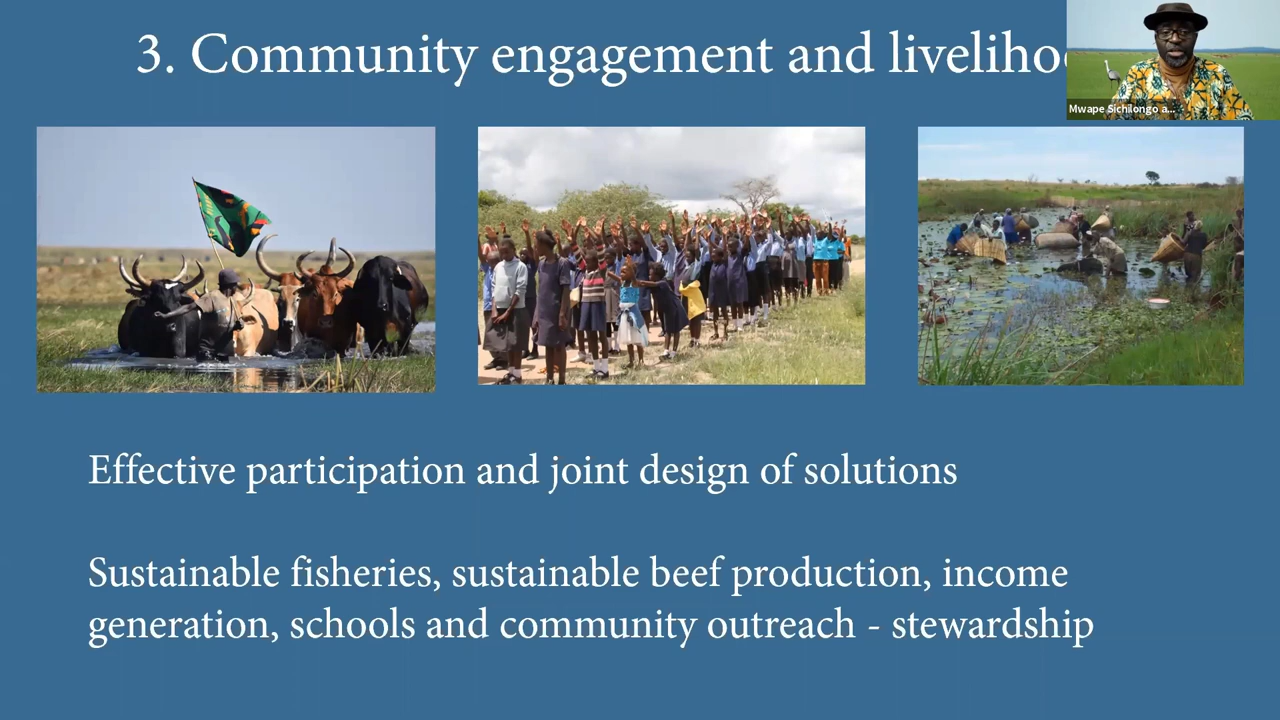 3. Community engagement and liveliho
Mwape Sichilongo a...
Effective participation and joint design of solutions
Sustainable fisheries, sustainable beef production, income
generation, schools and community outreach - stewardship